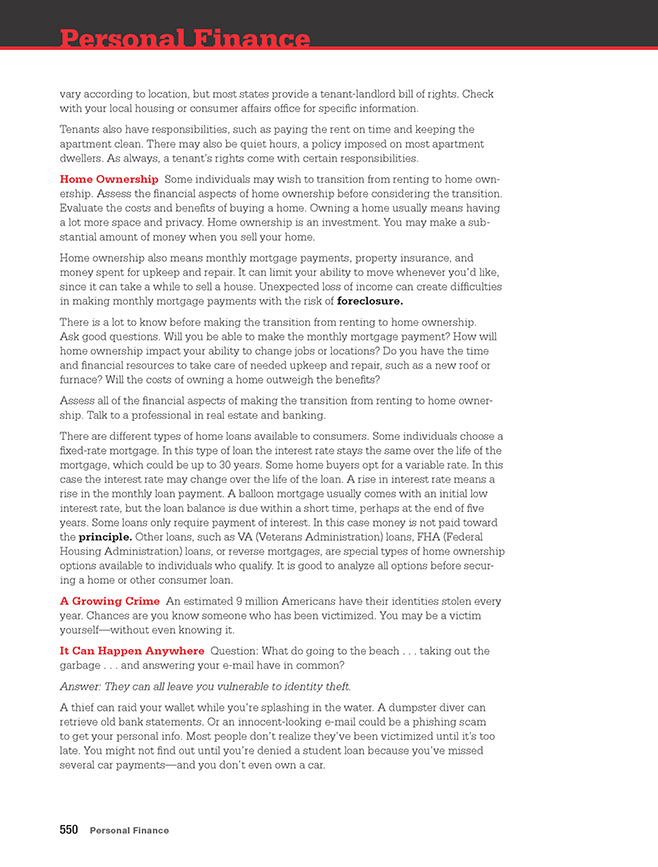 Personal Finance
vary according to location, but most states provide a tenant-landlord bill of rights. Check
with your local housing or consumer affairs office for specific information.
Tenants also have responsibilities, such as paying the rent on time and keeping the
apartment clean. There may also be quiet hours, a policy imposed on most apartment
dwellers. As always, a tenant's rights come with certain responsibilities.
Home Ownership Some individuals may wish to transition from renting to home own-
ership. Assess the financial aspects of home ownership before considering the transition.
Evaluate the costs and benefits of buying a home. Owning a home usually means having
a lot more space and privacy. Home ownership is an investment. You may make a sub-
stantial amount of money when you sell your home.
Home ownership also means monthly mortgage payments, property insurance, and
money spent for upkeep and repair. It can limit your ability to move whenever you'd like,
since it can take a while to sell a house. Unexpected loss of income can create difficulties
in making monthly mortgage payments with the risk of foreclosure.
There is a lot to know before making the transition from renting to home ownership.
Ask good questions. Will you be able to make the monthly mortgage payment? How will
home ownership impact your ability to change jobs or locations? Do you have the time
and financial resources to take care of needed upkeep and repair, such as a new roof or
furnace? Will the costs of owning a home outweigh the benefits?
Assess all of the financial aspects of making the transition from renting to home owner-
ship. Talk to a professional in real estate and banking.
There are different types of home loans available to consumers. Some individuals choose a
fixed-rate mortgage. In this type of loan the interest rate stays the same over the life of the
mortgage, which could be up to 30 years. Some home buyers opt for a variable rate. In this
case the interest rate may change over the life of the loan. A rise in interest rate means a
rise in the monthly loan payment. A balloon mortgage usually comes with an initial low
interest rate, but the loan balance is due within a short time, perhaps at the end of five
years. Some loans only require payment of interest. In this case money is not paid toward
the principle. Other loans, such as VA (Veterans Administration) loans, FHA (Federal
Housing Administration) loans, or reverse mortgages, are special types of home ownership
options available to individuals who qualify. It is good to analyze all options before secur-
ing a home or other consumer loan.
A Growing Crime An estimated 9 million Americans have their identities stolen every
year. Chances are you know someone who has been victimized. You may be a victim
yourself—without even knowing it.
It Can Happen Anywhere Question: What do going to the beach . . . taking out the
garbage . . . and answering your e-mail have in common?
Answer: They can all leave you vulnerable to identity theft.
A thief can raid your wallet while you're splashing in the water. A dumpster diver can
retrieve old bank statements. Or an innocent-looking e-mail could be a phishing scam
to get your personal info. Most people don't realize they've been victimized until it's too
late. You might not find out until you're denied a student loan because you've missed
several car payments—and you don't even own a car.
550 Personal Finance